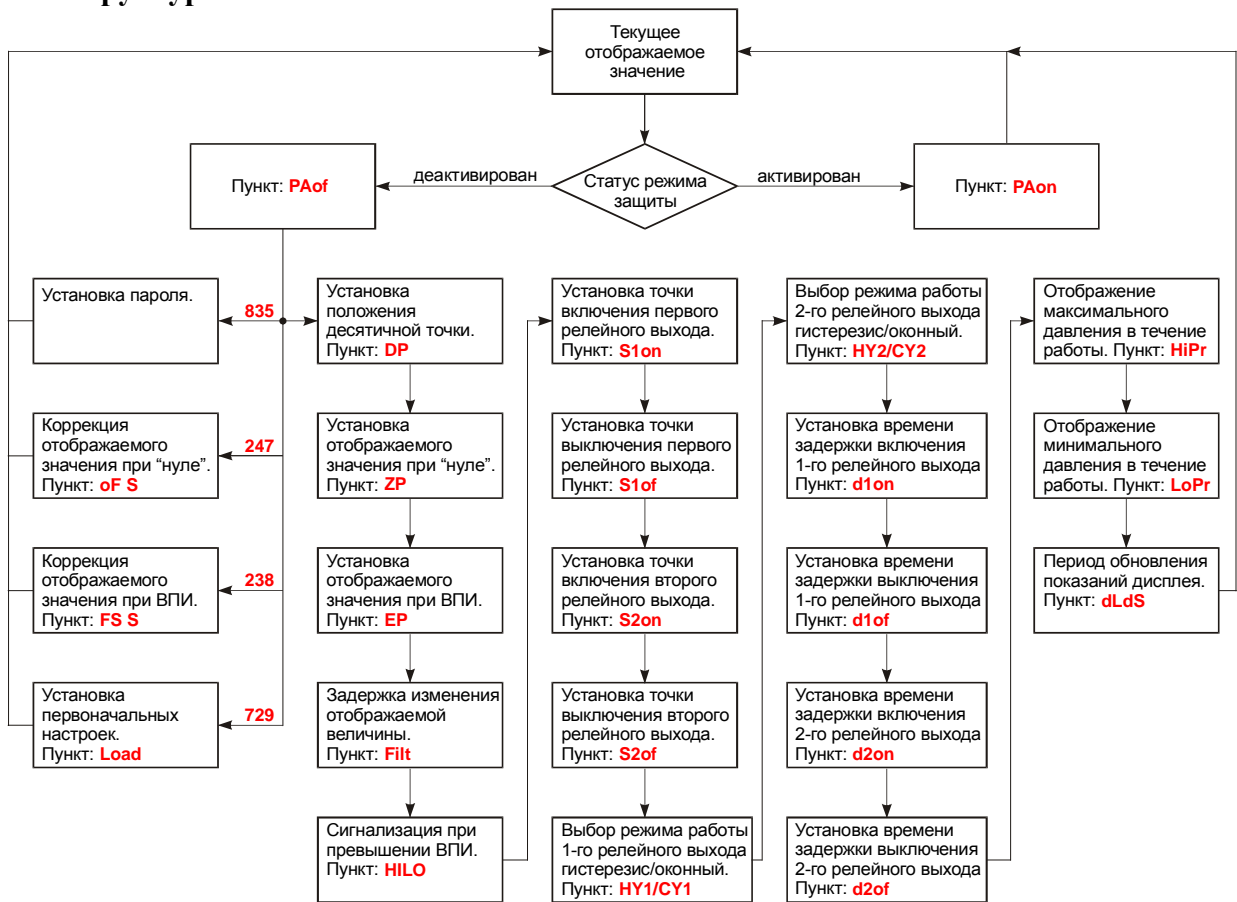 Текущее
отображаемое
значение
Пункт: PAof
деактивирован
Статус режима
защиты
активирован
Пункт: PAon
Установка пароля.
835
Коррекция
отображаемого
значения при “нуле”.
Пункт: oF S
247
Коррекция
отображаемого
значения при ВПИ.
Пункт: FS S
238
Установка
первоначальных
настроек.
Пункт: Load
729
Установка
положения
десятичной точки.
Пункт: DP
Установка
отображаемого
значения при “нуле”.
Пункт: ZP
Установка
отображаемого
значения при ВПИ.
Пункт: EP
Задержка изменения
отображаемой
величины.
Пункт: Filt
Сигнализация при
превышении ВПИ.
Пункт: HILO
Установка точки
включения первого
релейного выхода.
Пункт: S1on
Установка точки
выключения первого
релейного выхода.
Пункт: S1of
Установка точки
включения второго
релейного выхода.
Пункт: S2on
Установка точки
выключения второго
релейного выхода.
Пункт: S2of
Выбор режима работы
1-го релейного выхода
гистерезис/оконный.
Пункт: HY1/CY1
Выбор режима работы
2-го релейного выхода
гистерезис/оконный.
Пункт: HY2/CY2
Установка времени
задержки включения
1-го релейного выхода
Пункт: d1on
Установка времени
задержки выключения
1-го релейного выхода
Пункт: d1of
Установка времени
задержки включения
2-го релейного выхода
Пункт: d2on
Установка времени
задержки выключения
2-го релейного выхода
Пункт: d2of
Отображение
максимального
давления в течение
работы. Пункт: HiPr
Отображение
минимального
давления в течение
работы. Пункт: LoPr
Период обновления
показаний дисплея.
Пункт: dLdS